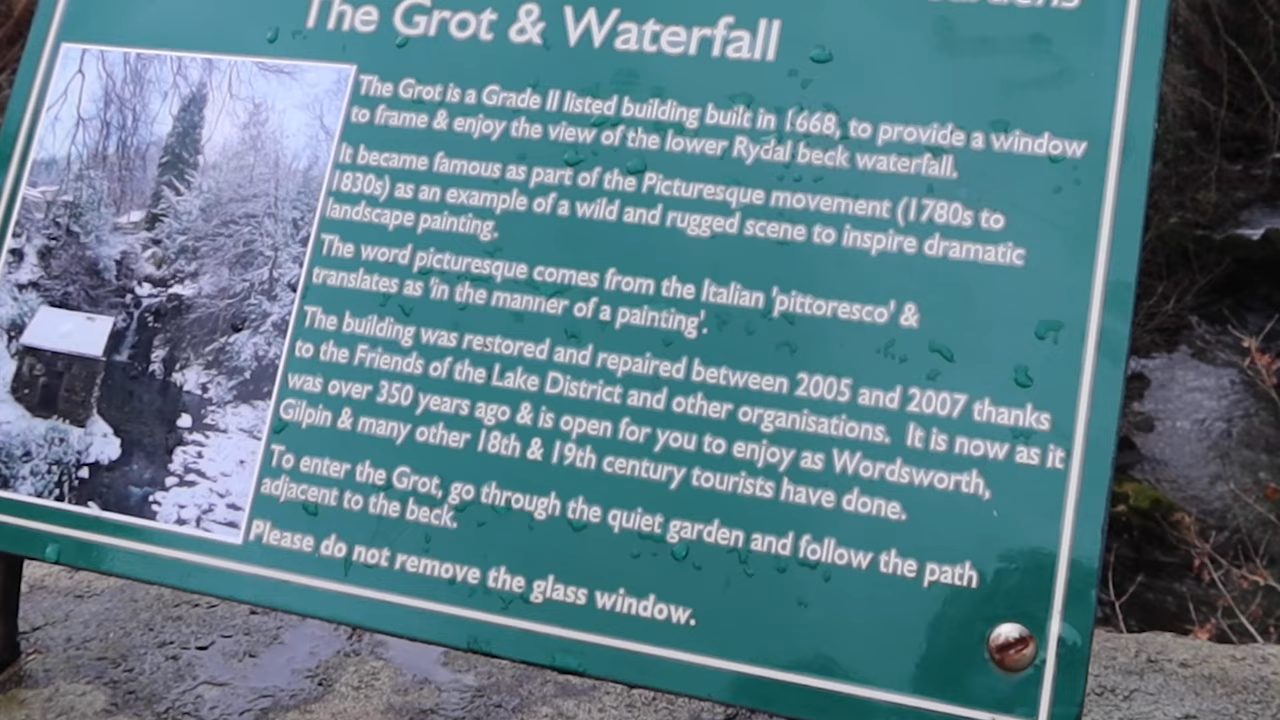 The Grot & Waterfall
The Grot is a Grade II listed building built in 1668, to provide a window
to frame & enjoy the view of the lower Rydal beck waterfall.
It became famous as part of the Picturesque movement (1780s to
1830s) as an example of a wild and rugged scene to inspire dramatic
landscape painting.
The word picturesque comes from the Italian 'pittoresco' &
translates as 'in the manner of a painting'.
The building was restored and repaired between 2005 and 2007 thanks
to the Friends of the Lake District and other organisations. It is now as it
was over 350 years ago & is open for you to enjoy as Wordsworth,
Gilpin & many other 18th & 19th century tourists have done.
To enter the Grot, go through the quiet garden and follow the path
adjacent to the beck.
Please do not remove the glass window.